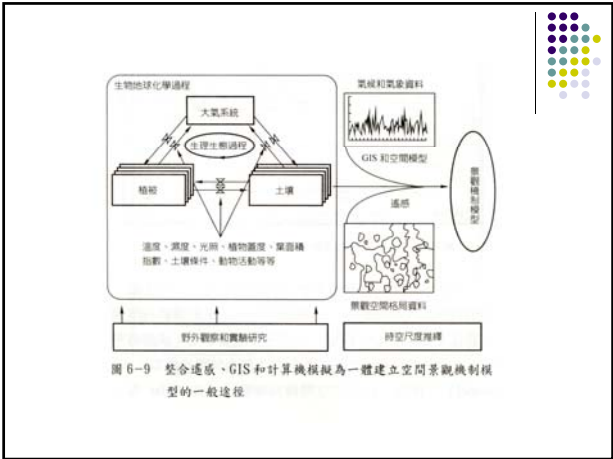 生物地球化學過程
大氣系統
生理生態過程
植被
土壤
溫度、濕度、光照、植物蓋度、葉面積
指數、土壤條件、動物活動等等
氣候和氣象資料
GIS 和空間模型
遙感
景觀空間格局資料
景觀機制模型
野外觀察和實驗研究
時空尺度推繹
圖 6-9 整合遙感、GIS 和計算機模擬為一體建立空間景觀機制模
型的一般途徑